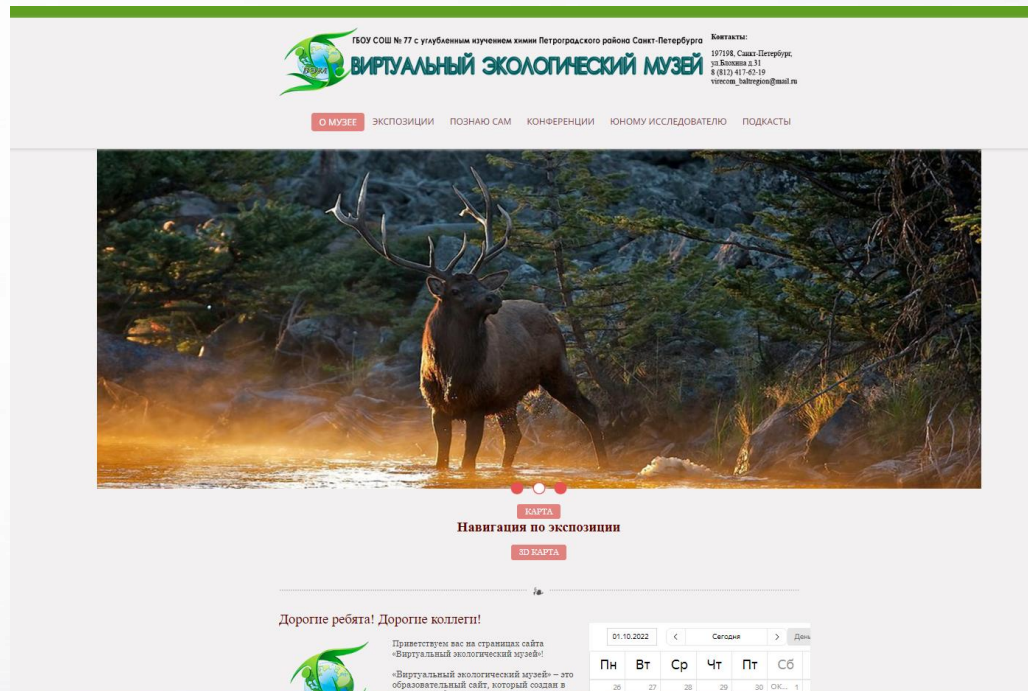 ГБОУ СОШ № 77 с углубленным изучением химии Петроградского района Санкт-Петербурга
ВИРТУАЛЬНЫЙ ЭКОЛОГИЧЕСКИЙ МУЗЕЙ
Контакты:
197198, Санкт-Петербург,
ул.Блохина д.31
8 (812) 417-62-19
virecom_baltregion@mail.ru
О МУЗЕЕ ЭКСПОЗИЦИИ ПОЗНАЮ САМ КОНФЕРЕНЦИИ ЮНОМУ ИССЛЕДОВАТЕЛЮ ПОДКАСТЫ
КАРТА
Навигация по экспозиции
3D КАРТА
Дорогие ребята! Дорогие коллеги!
Приветствуем вас на страницах сайта
«Виртуальный экологический музей»!
«Виртуальный экологический музей» – это
образовательный сайт, который создан в
01.10.2022 < Сегодня > День
Пн Вт Ср Чт Пт Сб
26 27 28 29 30 ОК... 1